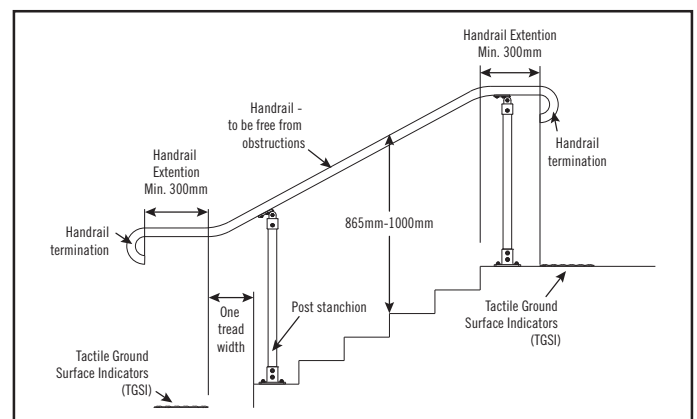 Handrail Extention
Min. 300mm
Handrail -
to be free from
obstructions
Handrail
termination
Handrail
Extention
Min. 300mm
Handrail
termination
865mm-1000mm
One
tread
width
Post stanchion
Tactile Ground
Surface Indicators
(TGSI)
Tactile Ground
Surface Indicators
(TGSI)